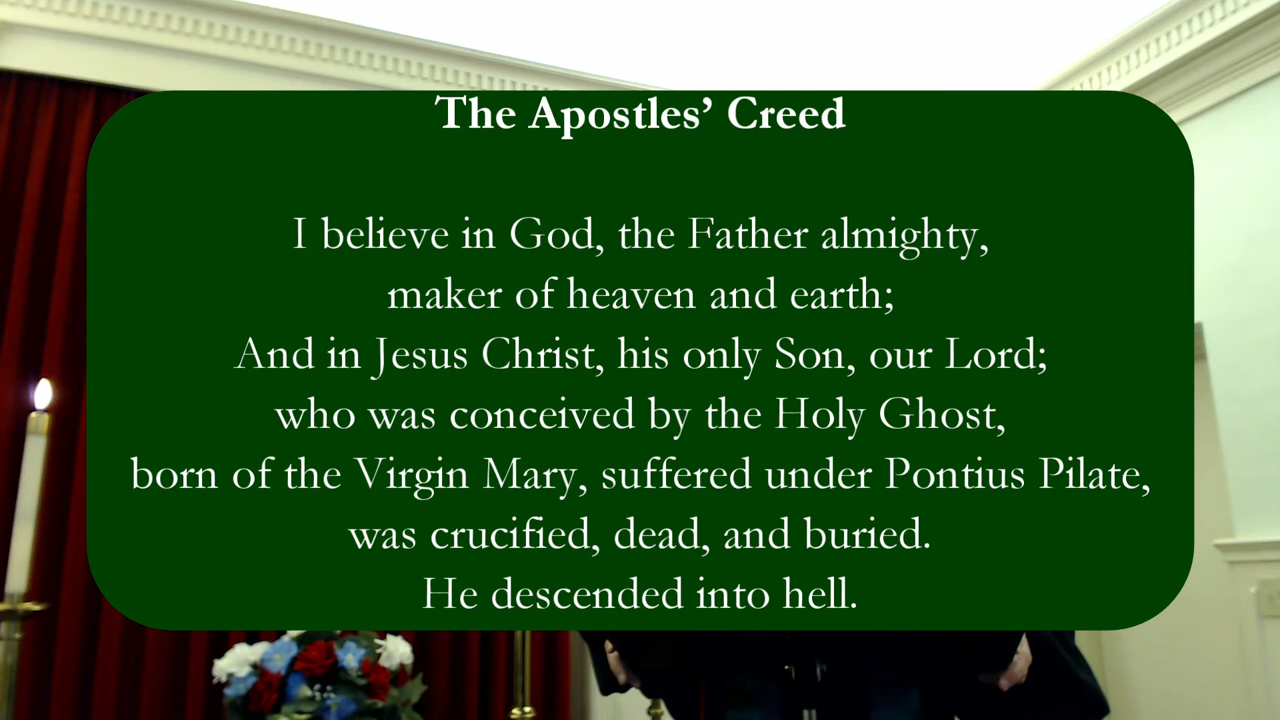 The Apostles’ Creed
I believe in God, the Father almighty,
maker of heaven and earth;
And in Jesus Christ, his only Son, our Lord;
who was conceived by the Holy Ghost,
born of the Virgin Mary, suffered under Pontius Pilate,
was crucified, dead, and buried.
He descended into hell.